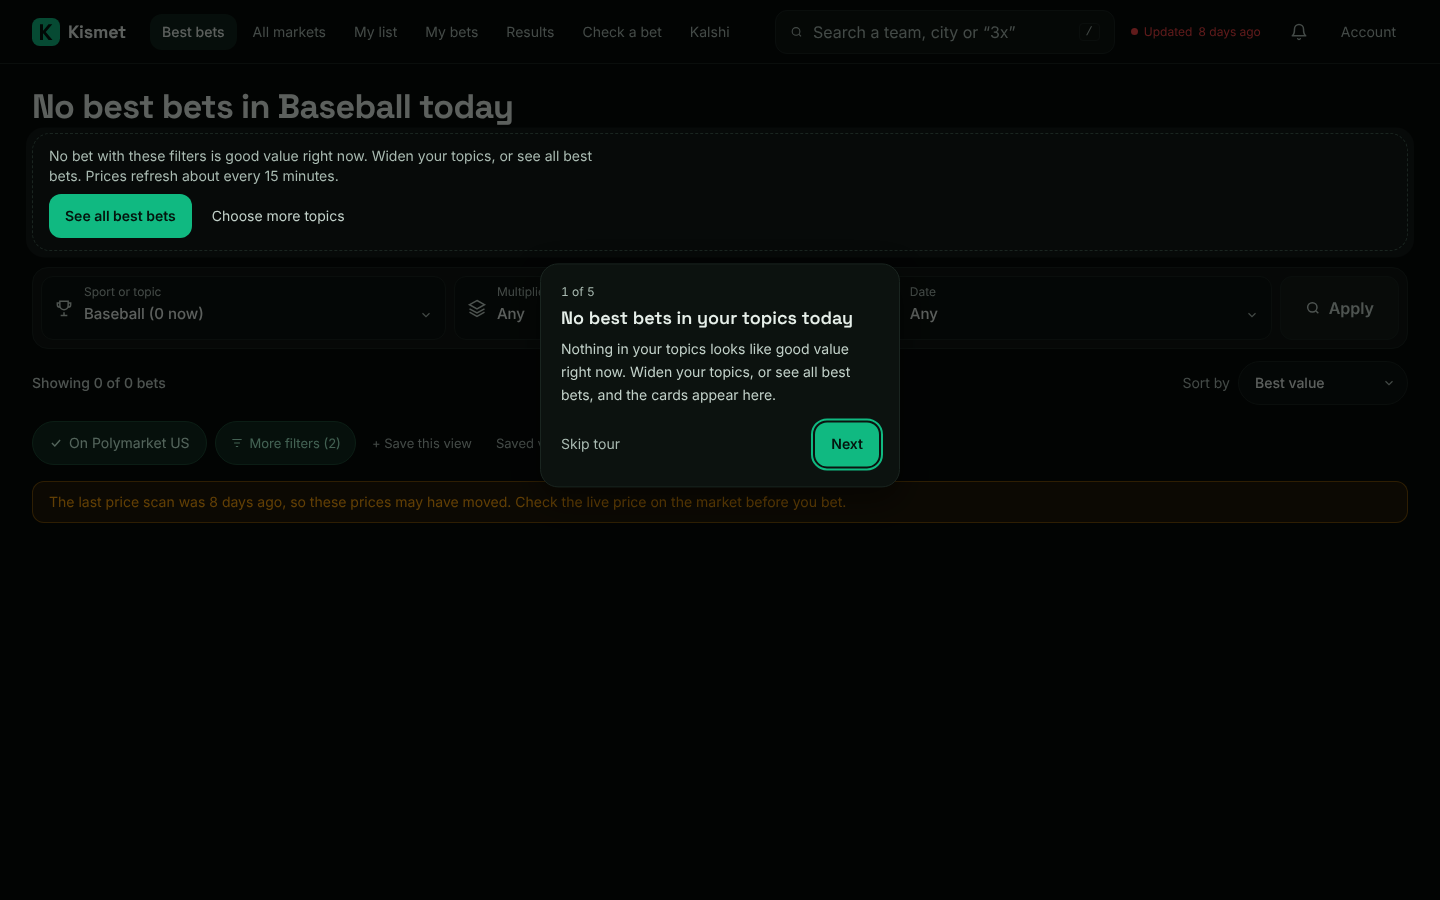 Kismet
Best bets
All markets
My list
My bets
Results
Check a bet
Kalshi
Search a team, city or “3x”
/
Updated 8 days ago
Account
No best bets in Baseball today
No bet with these filters is good value right now. Widen your topics, or see all best
bets. Prices refresh about every 15 minutes.
See all best bets
Choose more topics
Sport or topic
Baseball (0 now)
Any
Date
Any
Apply
1 of 5
No best bets in your topics today
Nothing in your topics looks like good value
right now. Widen your topics, or see all best
bets, and the cards appear here.
Skip tour
Next
Showing 0 of 0 bets
Sort by
Best value
On Polymarket US
More filters (2)
+ Save this view
Saved
The last price scan was 8 days ago, so these prices may have moved. Check the live price on the market before you bet.